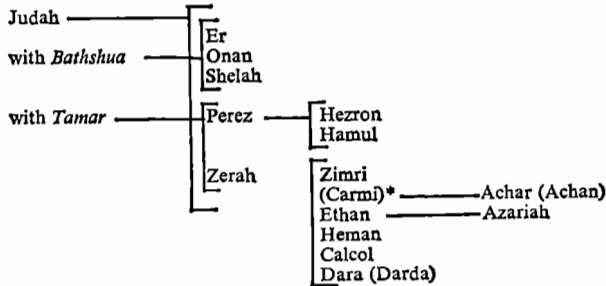 Judah
Er
with Bathshua Onan
Shelah
with Tamar Perez Hezron
Hamul
Zerah Zimri
(Carmi)* Achar (Achan)
Ethan Azariah
Heman
Calcol
Dara (Darda)